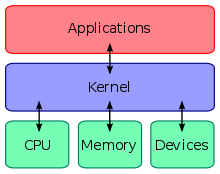 Applications
Kernel
CPU Memory Devices